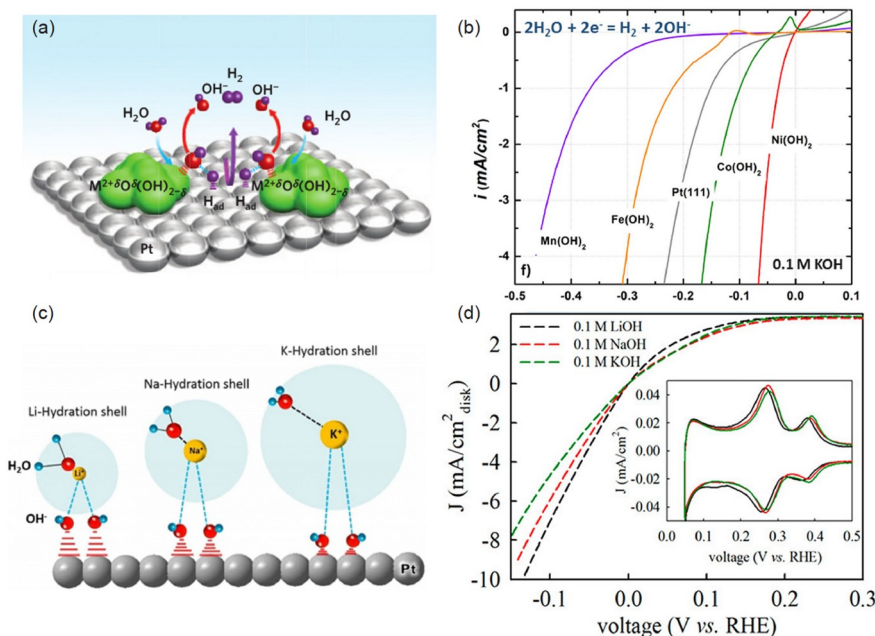 (a)
H₂
OH⁻
OH⁻
H₂O
H₂O
M²⁺ᵟOᵟ(OH)₂₋δ
M²⁺ᵟOᵟ(OH)₂₋δ
H_ad
H_ad
Pt
(b)
2H₂O + 2e⁻ = H₂ + 2OH⁻
i (mA/cm²)
0
-1
-2
-3
-4
Ni(OH)₂
Co(OH)₂
Pt(111)
Fe(OH)₂
Mn(OH)₂
f)
0.1 M KOH
-0.5
-0.4
-0.3
-0.2
-0.1
0.0
0.1
(c)
K-Hydration shell
Na-Hydration shell
Li-Hydration shell
H₂O
Li⁺
Na⁺
K⁺
OH⁻
Pt
(d)
0.1 M LiOH
0.1 M NaOH
0.1 M KOH
J (mA/cm²_disk)
2
0
-2
-4
-6
-8
-10
-0.1
0.0
0.1
0.2
0.3
voltage (V vs. RHE)
J (mA/cm²)
0.04
0.02
0.00
-0.02
-0.04
0.0
0.1
0.2
0.3
0.4
0.5
voltage (V vs. RHE)